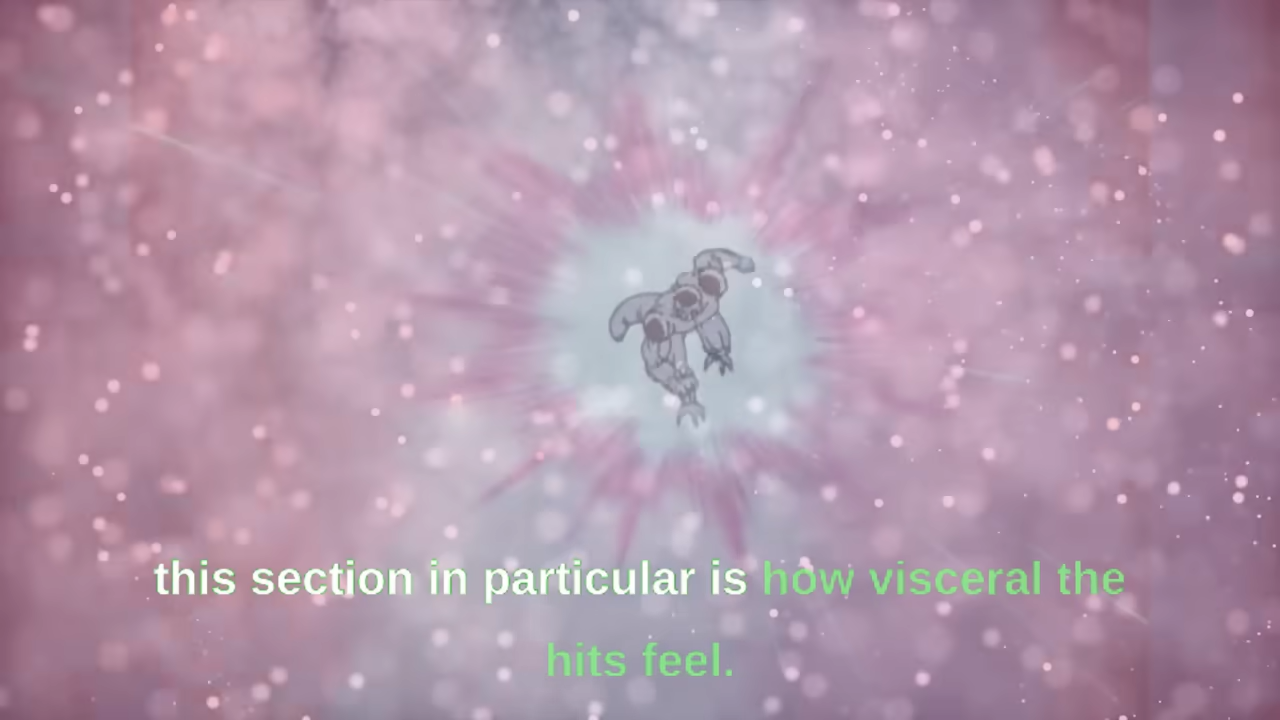 this section in particular is how visceral the
hits feel.